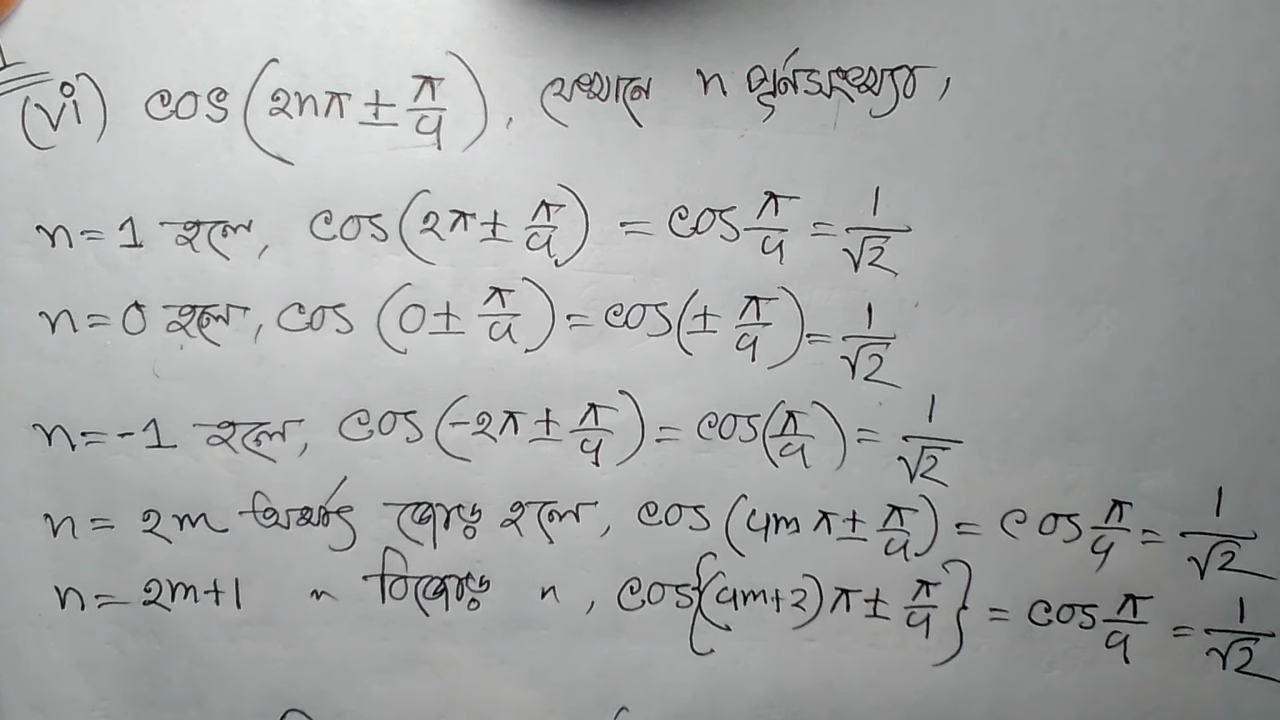 (vi) cos(2nπ ± π/4), যেখানে n পূর্নসংখ্যা,
n = 1 হলে, cos(2π ± π/4) = cos π/4 = 1/√2
n = 0 হলে, cos(0 ± π/4) = cos(± π/4) = 1/√2
n = -1 হলে, cos(-2π ± π/4) = cos(π/4) = 1/√2
n = 2m অর্থাৎ জোড় হলে, cos(4mπ ± π/4) = cos π/4 = 1/√2
n = 2m+1 " বিজোড় ", cos{(4m+2)π ± π/4} = cos π/4 = 1/√2